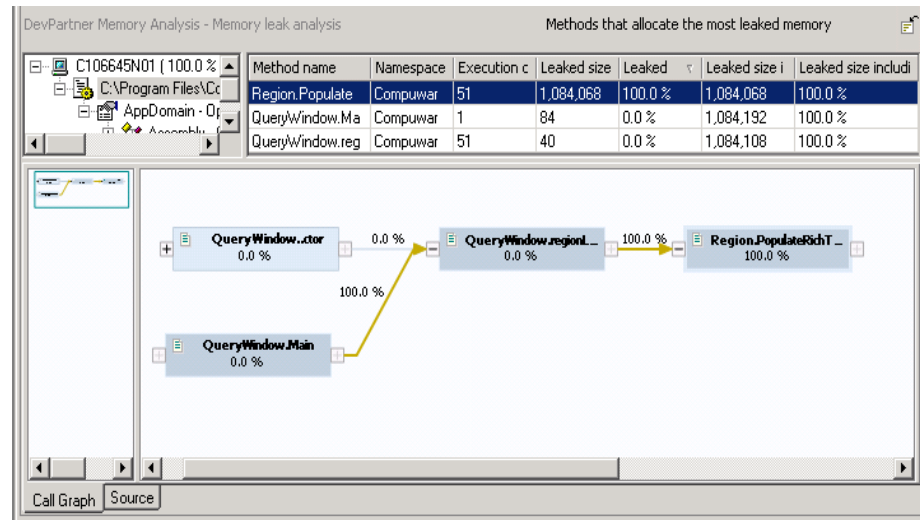 DevPartner Memory Analysis - Memory leak analysis Methods that allocate the most leaked memory
C106645N01 ( 100.0 %
C:\Program Files\Cc
AppDomain - Op
Method name Namespace Execution c Leaked size Leaked Leaked size i Leaked size includi
Region.Populate Compuwar 51 1,084,068 100.0 % 1,084,068 100.0 %
QueryWindow.Ma Compuwar 1 84 0.0 % 1,084,192 100.0 %
QueryWindow.reg Compuwar 51 40 0.0 % 1,084,108 100.0 %
QueryWindow..ctor
0.0 %
0.0 %
QueryWindow.regionL...
0.0 %
100.0 %
Region.PopulateRichT...
100.0 %
100.0 %
QueryWindow.Main
0.0 %
Call Graph Source